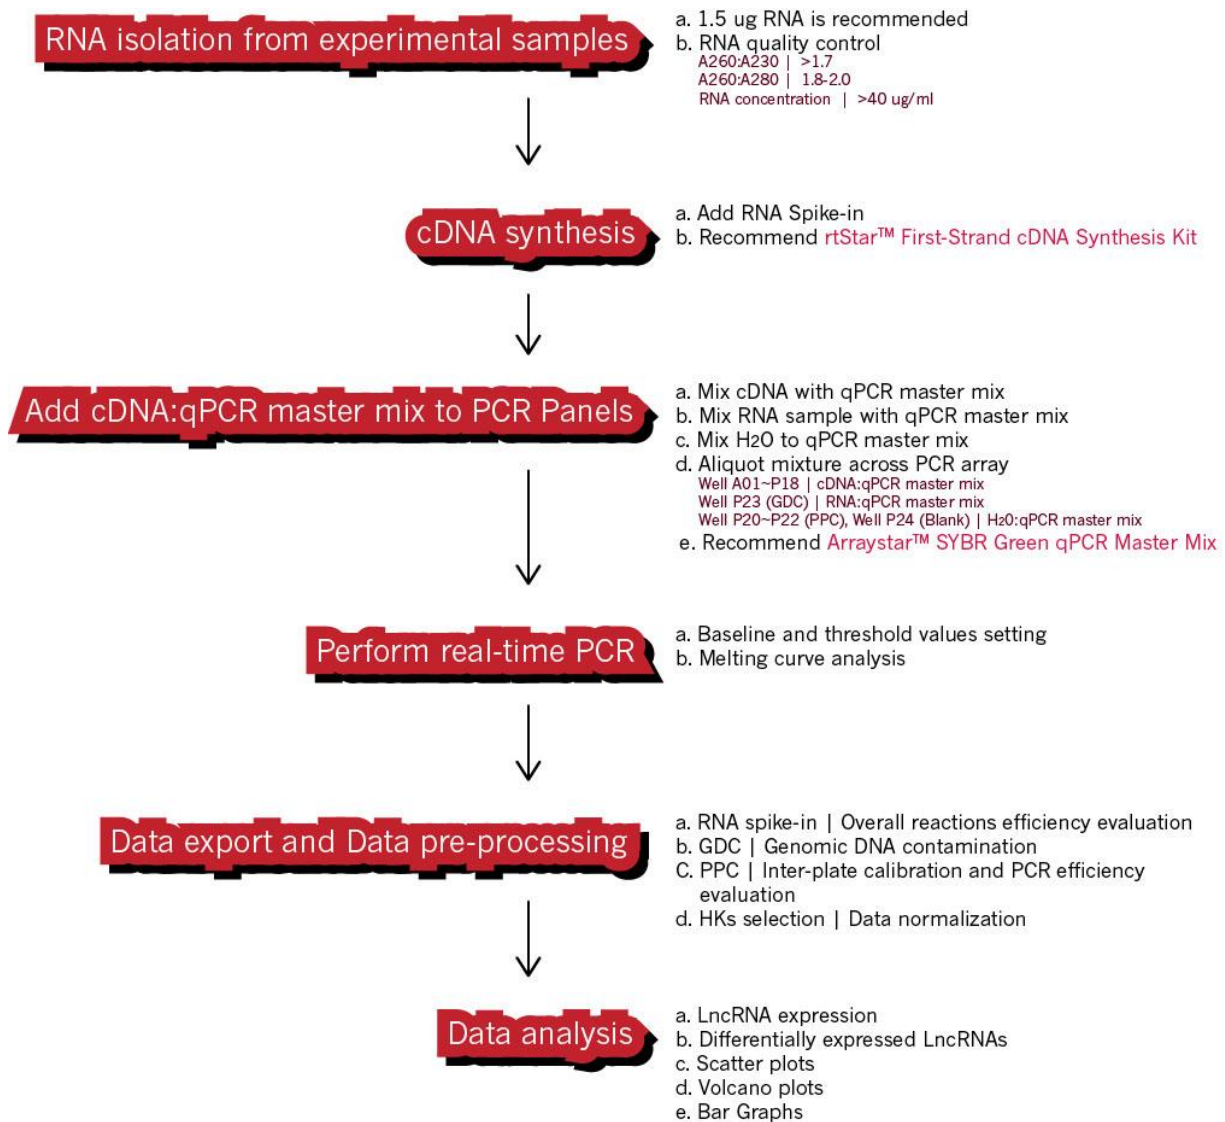 RNA isolation from experimental samples
a. 1.5 ug RNA is recommended
b. RNA quality control
A260:A230 | >1.7
A260:A280 | 1.8-2.0
RNA concentration | >40 ug/ml
cDNA synthesis
a. Add RNA Spike-in
b. Recommend rtStar™ First-Strand cDNA Synthesis Kit
Add cDNA:qPCR master mix to PCR Panels
a. Mix cDNA with qPCR master mix
b. Mix RNA sample with qPCR master mix
c. Mix H2O to qPCR master mix
d. Aliquot mixture across PCR array
Well A01~P18 | cDNA:qPCR master mix
Well P23 (GDC) | RNA:qPCR master mix
Well P20~P22 (PPC), Well P24 (Blank) | H20:qPCR master mix
e. Recommend Arraystar™ SYBR Green qPCR Master Mix
Perform real-time PCR
a. Baseline and threshold values setting
b. Melting curve analysis
Data export and Data pre-processing
a. RNA spike-in | Overall reactions efficiency evaluation
b. GDC | Genomic DNA contamination
C. PPC | Inter-plate calibration and PCR efficiency
evaluation
d. HKs selection | Data normalization
Data analysis
a. LncRNA expression
b. Differentially expressed LncRNAs
c. Scatter plots
d. Volcano plots
e. Bar Graphs